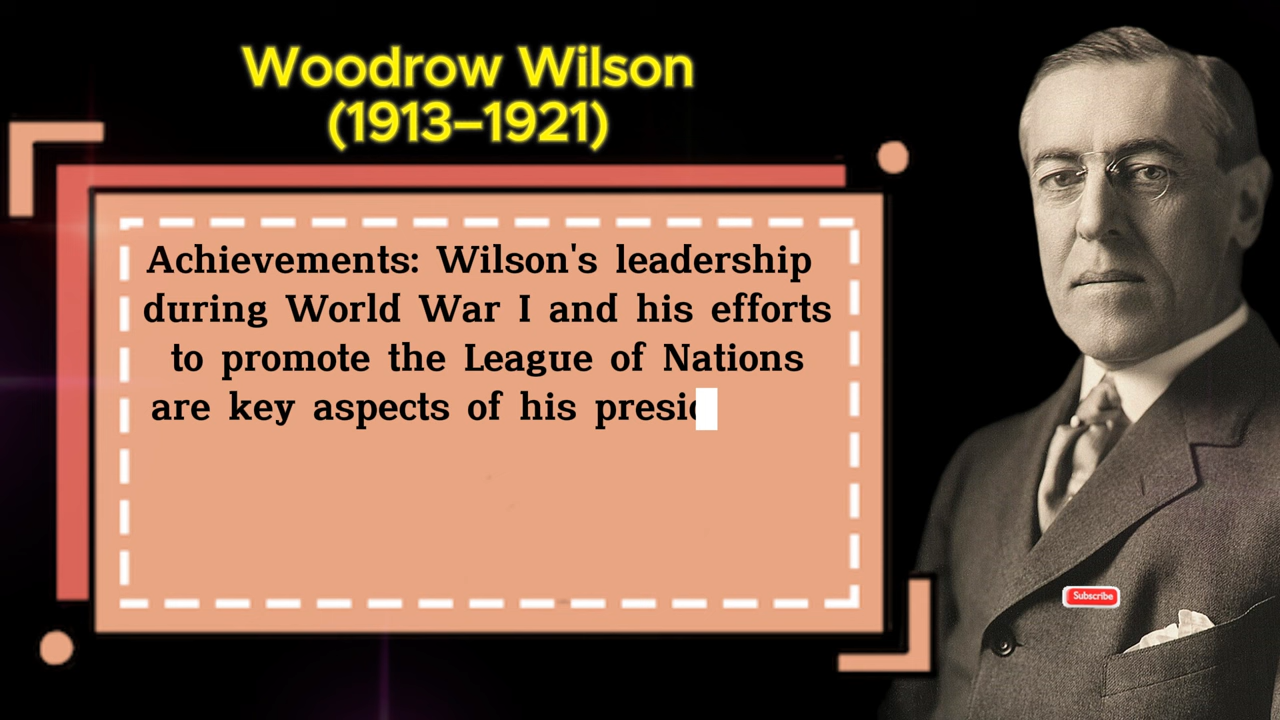 Woodrow Wilson
(1913–1921)
Achievements: Wilson's leadership
during World War I and his efforts
to promote the League of Nations
are key aspects of his
Subscribe